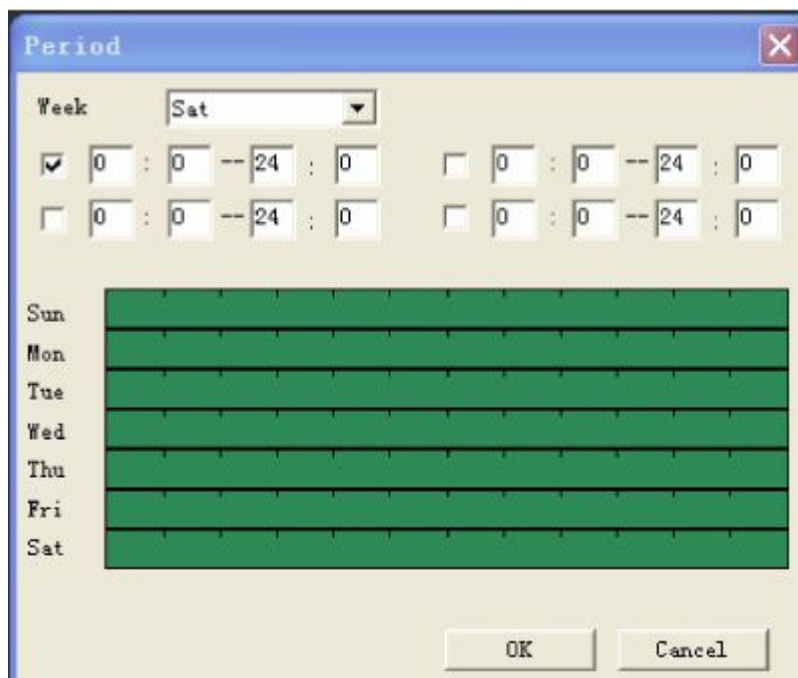 Period
Week Sat
0 : 0 -- 24 : 0 0 : 0 -- 24 : 0
0 : 0 -- 24 : 0 0 : 0 -- 24 : 0
Sun
Mon
Tue
Wed
Thu
Fri
Sat
OK Cancel